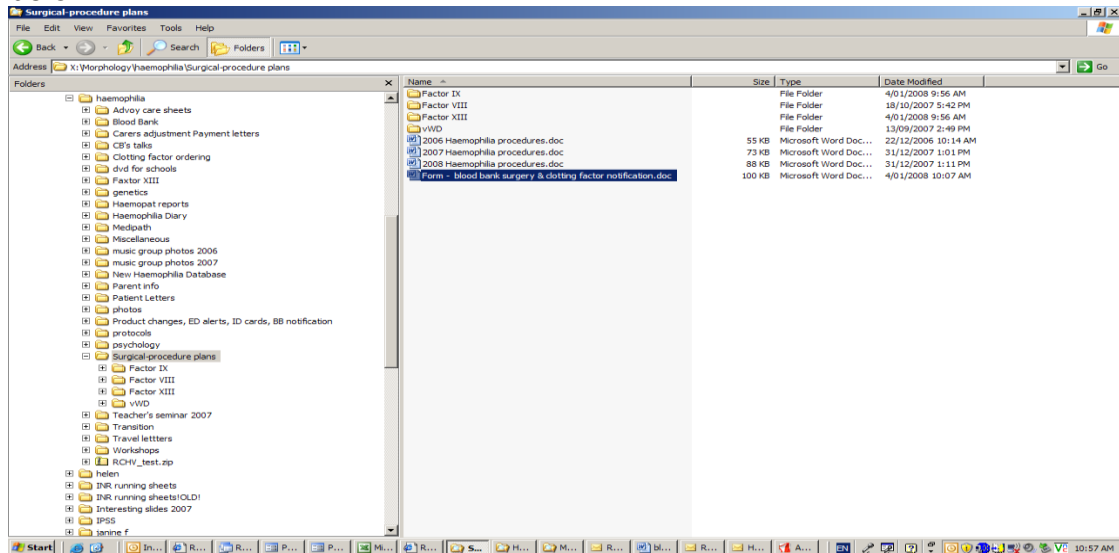 Surgical-procedure plans
File Edit View Favorites Tools Help
Back Search Folders
Address X:\Morphology\haemophilia\Surgical-procedure plans Go
Folders
haemophilia
Advoy care sheets
Blood Bank
Carers adjustment Payment letters
CB's talks
Clotting factor ordering
dvd for schools
Faxtor XIII
genetics
Haemopat reports
Haemophilia Diary
Medipath
Miscellaneous
music group photos 2006
music group photos 2007
New Haemophilia Database
Parent info
Patient Letters
photos
Product changes, ED alerts, ID cards, BB notification
protocols
psychology
Surgical-procedure plans
Factor IX
Factor VIII
Factor XIII
vWD
Teacher's seminar 2007
Transition
Travel lettters
Workshops
RCHV_test.zip
helen
INR running sheets
INR running sheets!OLD!
Interesting slides 2007
IPSS
janine f
Name Size Type Date Modified
Factor IX File Folder 4/01/2008 9:56 AM
Factor VIII File Folder 18/10/2007 5:42 PM
Factor XIII File Folder 4/01/2008 9:56 AM
vWD File Folder 13/09/2007 2:49 PM
2006 Haemophilia procedures.doc 55 KB Microsoft Word Doc... 22/12/2006 10:14 AM
2007 Haemophilia procedures.doc 73 KB Microsoft Word Doc... 31/12/2007 1:01 PM
2008 Haemophilia procedures.doc 88 KB Microsoft Word Doc... 31/12/2007 1:11 PM
Form - blood bank surgery & clotting factor notification.doc 100 KB Microsoft Word Doc... 4/01/2008 10:07 AM
Start In... R... R... P... P... Mi... R... S... H... M... R... bl... R... H... A... EN 10:57 AM